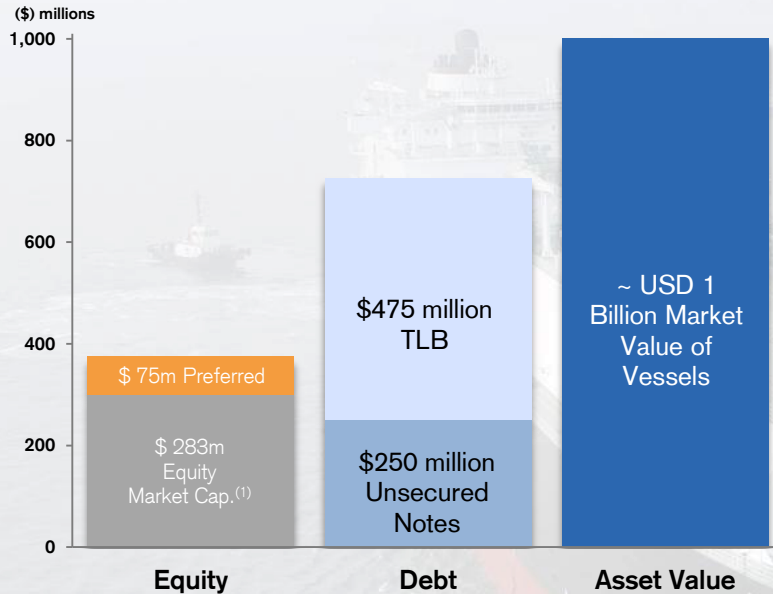 ($) millions
1,000
800
600
400
200
0
$ 75m Preferred
$ 283m
Equity
Market Cap.(1)
$475 million
TLB
$250 million
Unsecured
Notes
~ USD 1
Billion Market
Value of
Vessels
Equity
Debt
Asset Value